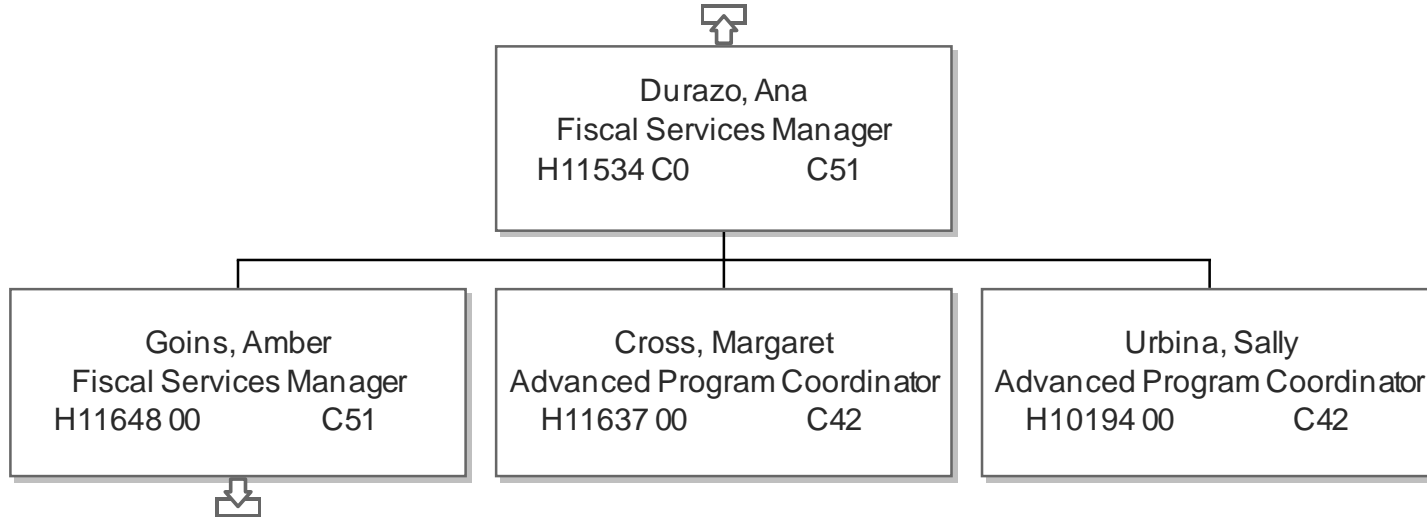 Durazo, Ana
Fiscal Services Manager
H11534 C0 C51
Goins, Amber
Fiscal Services Manager
H11648 00 C51
Cross, Margaret
Advanced Program Coordinator
H11637 00 C42
Urbina, Sally
Advanced Program Coordinator
H10194 00 C42